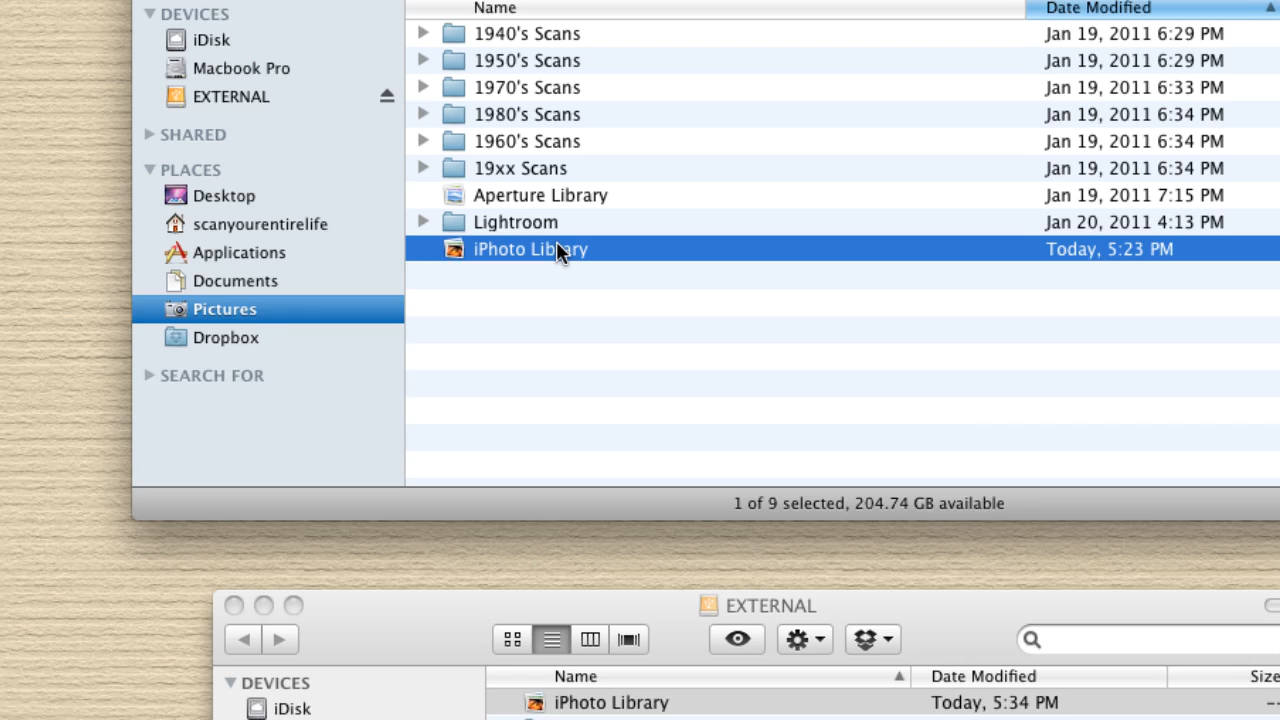 Name Date Modified
DEVICES
iDisk
Macbook Pro
EXTERNAL
SHARED
PLACES
Desktop
scanyourentirelife
Applications
Documents
Pictures
Dropbox
SEARCH FOR
1940's Scans Jan 19, 2011 6:29 PM
1950's Scans Jan 19, 2011 6:29 PM
1970's Scans Jan 19, 2011 6:33 PM
1980's Scans Jan 19, 2011 6:34 PM
1960's Scans Jan 19, 2011 6:34 PM
19xx Scans Jan 19, 2011 6:34 PM
Aperture Library Jan 19, 2011 7:15 PM
Lightroom Jan 20, 2011 4:13 PM
iPhoto Library Today, 5:23 PM
1 of 9 selected, 204.74 GB available
EXTERNAL
DEVICES
iDisk
Name Date Modified Size
iPhoto Library Today, 5:34 PM --